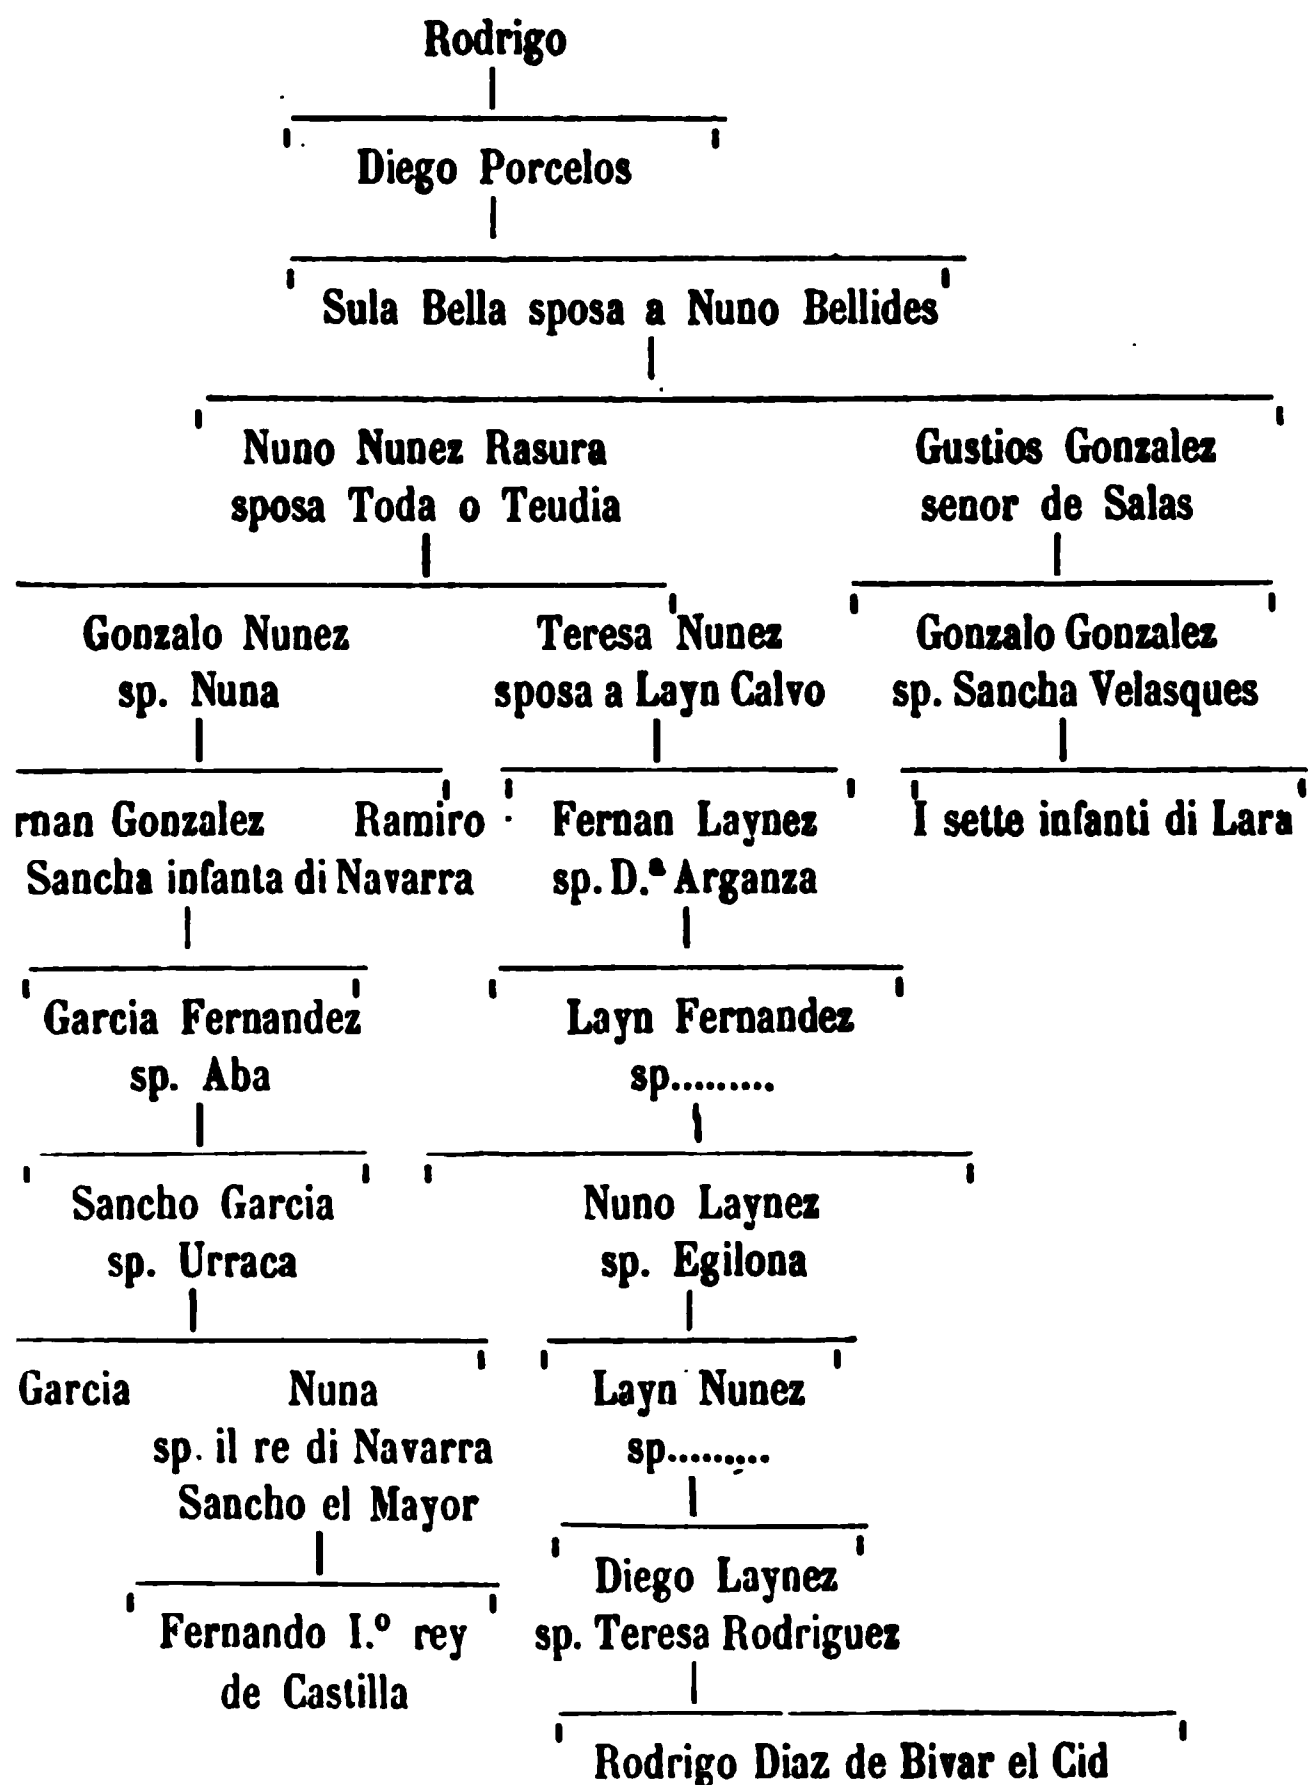 Rodrigo
Diego Porcelos
Sula Bella sposa a Nuno Bellides
Nuno Nunez Rasura
sposa Toda o Teudia
Gustios Gonzalez
senor de Salas
Gonzalo Nunez
sp. Nuna
Teresa Nunez
sposa a Layn Calvo
Gonzalo Gonzalez
sp. Sancha Velasques
rnan Gonzalez Ramiro
Sancha infanta di Navarra
Fernan Laynez
sp. D.ª Arganza
I sette infanti di Lara
Garcia Fernandez
sp. Aba
Layn Fernandez
sp.........
Sancho Garcia
sp. Urraca
Nuno Laynez
sp. Egilona
Garcia Nuna
sp. il re di Navarra
Sancho el Mayor
Layn Nunez
sp.........
Fernando I.º rey
de Castilla
Diego Laynez
sp. Teresa Rodriguez
Rodrigo Diaz de Bivar el Cid